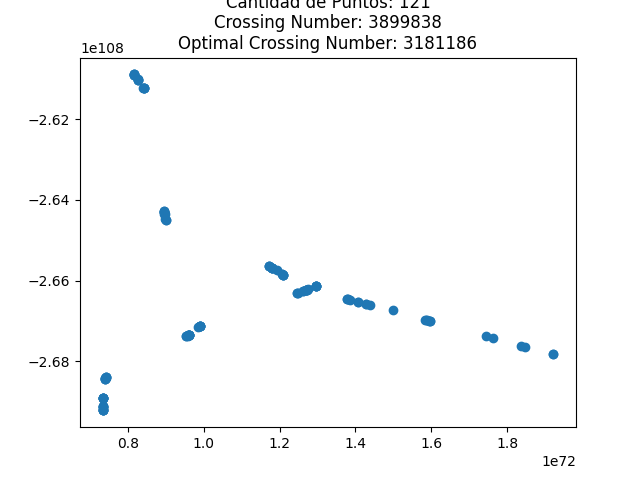 Cantidad de Puntos: 121
Crossing Number: 3899838
Optimal Crossing Number: 3181186
1e108
−2.62
−2.64
−2.66
−2.68
0.8 1.0 1.2 1.4 1.6 1.8
1e72